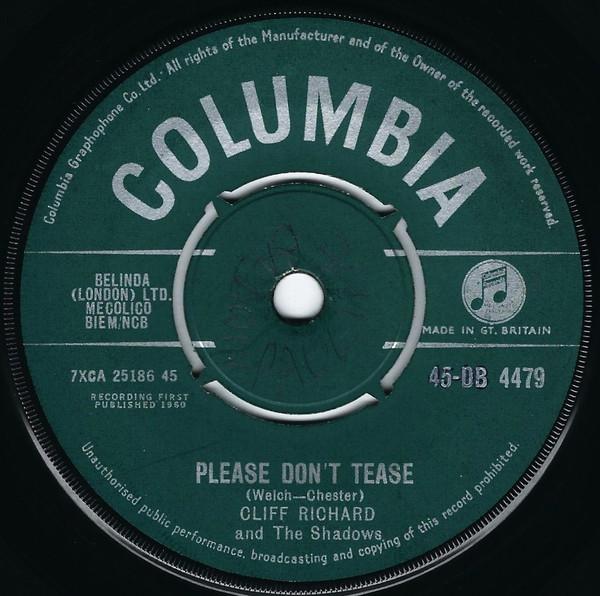 Columbia Graphophone Co. Ltd. · All rights of the Manufacturer and of the Owner of the recorded work reserved.
COLUMBIA
BELINDA
(LONDON) LTD.
MECOLICO
BIEM/NCB
MADE IN GT. BRITAIN
7XCA 25186 45
45-DB 4479
RECORDING FIRST
PUBLISHED 1960
PLEASE DON'T TEASE
(Welch—Chester)
CLIFF RICHARD
and The Shadows
Unauthorised public performance, broadcasting and copying of this record prohibited.